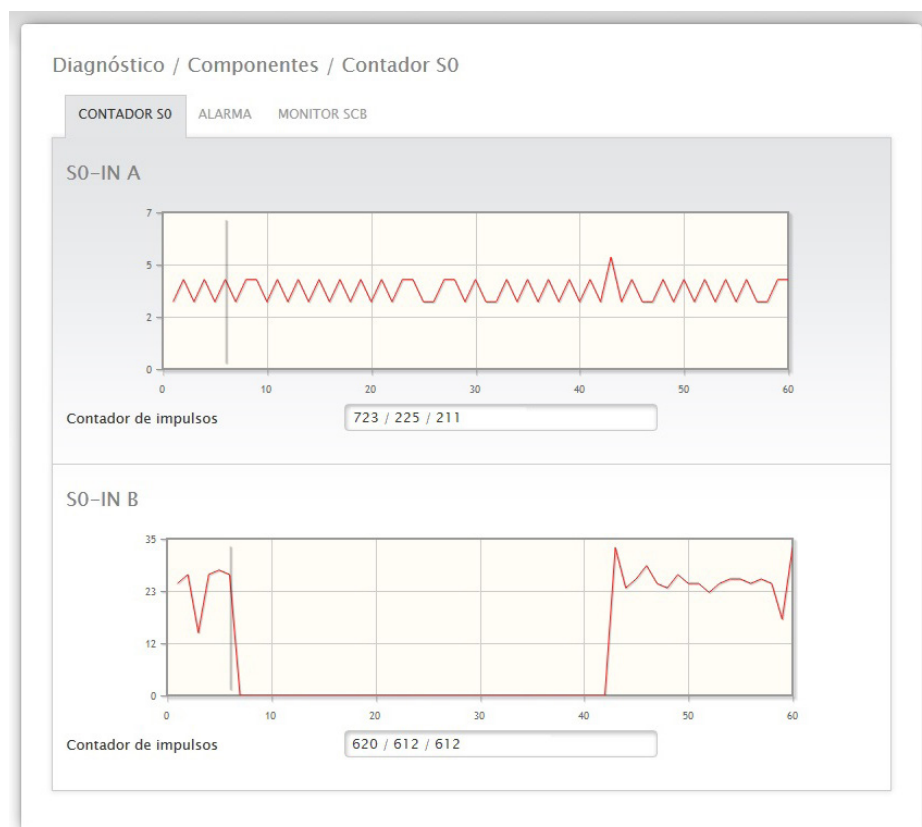 Diagnóstico / Componentes / Contador S0
CONTADOR S0 ALARMA MONITOR SCB
S0-IN A
7
5
2
0
0 10 20 30 40 50 60
Contador de impulsos 723 / 225 / 211
S0-IN B
35
23
12
0
0 10 20 30 40 50 60
Contador de impulsos 620 / 612 / 612